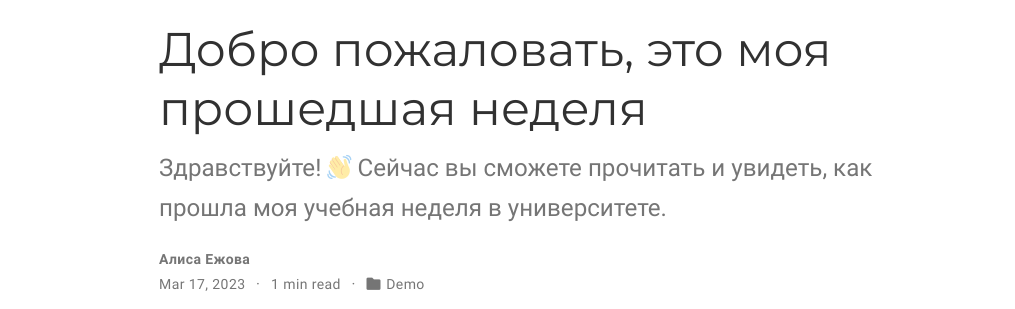 Добро пожаловать, это моя
прошедшая неделя
Здравствуйте! 👋 Сейчас вы сможете прочитать и увидеть, как
прошла моя учебная неделя в университете.
Алиса Ежова
Mar 17, 2023 · 1 min read · Demo